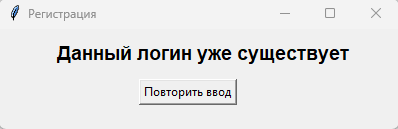 Регистрация
Данный логин уже существует
Повторить ввод